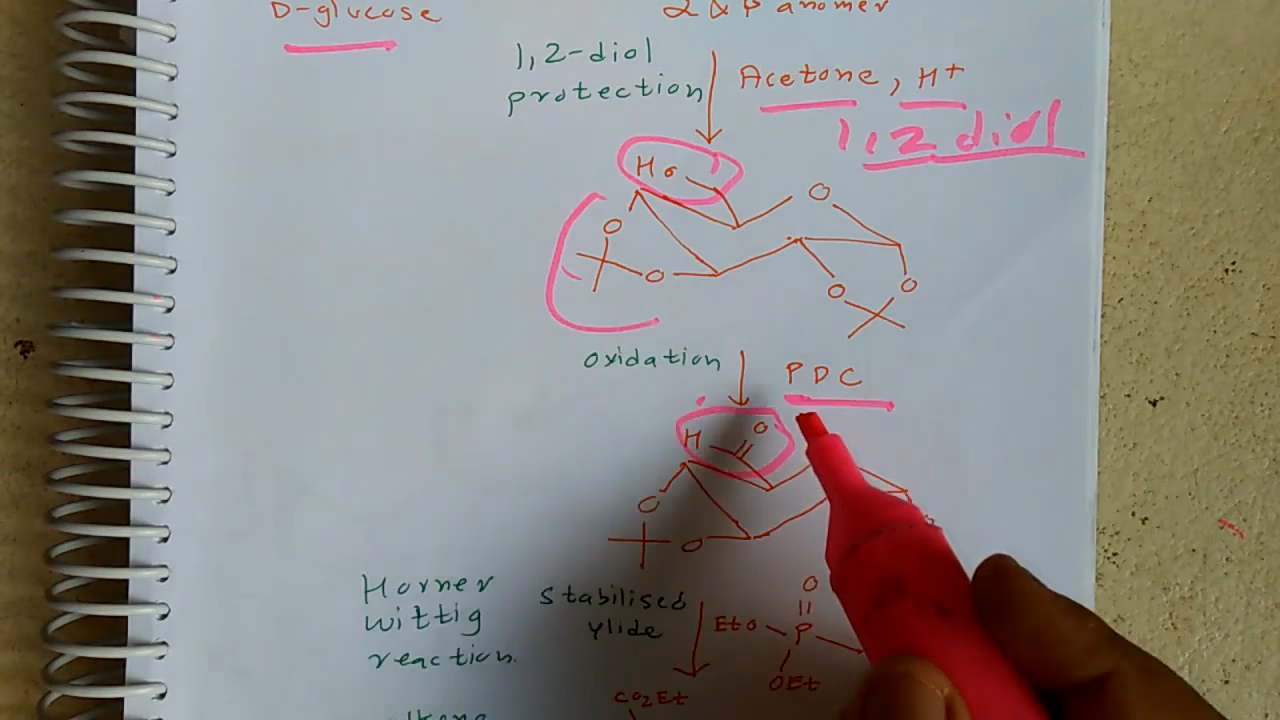 D-glucose
α & β anomer
1,2-diol
protection
Acetone, H+
1,2 diol
Ho
O
O
O
O
O
oxidation
PDC
H O
O
O
Horner
wittig
reaction.
stabilised
ylide
O
EtO P
OEt
CO2Et